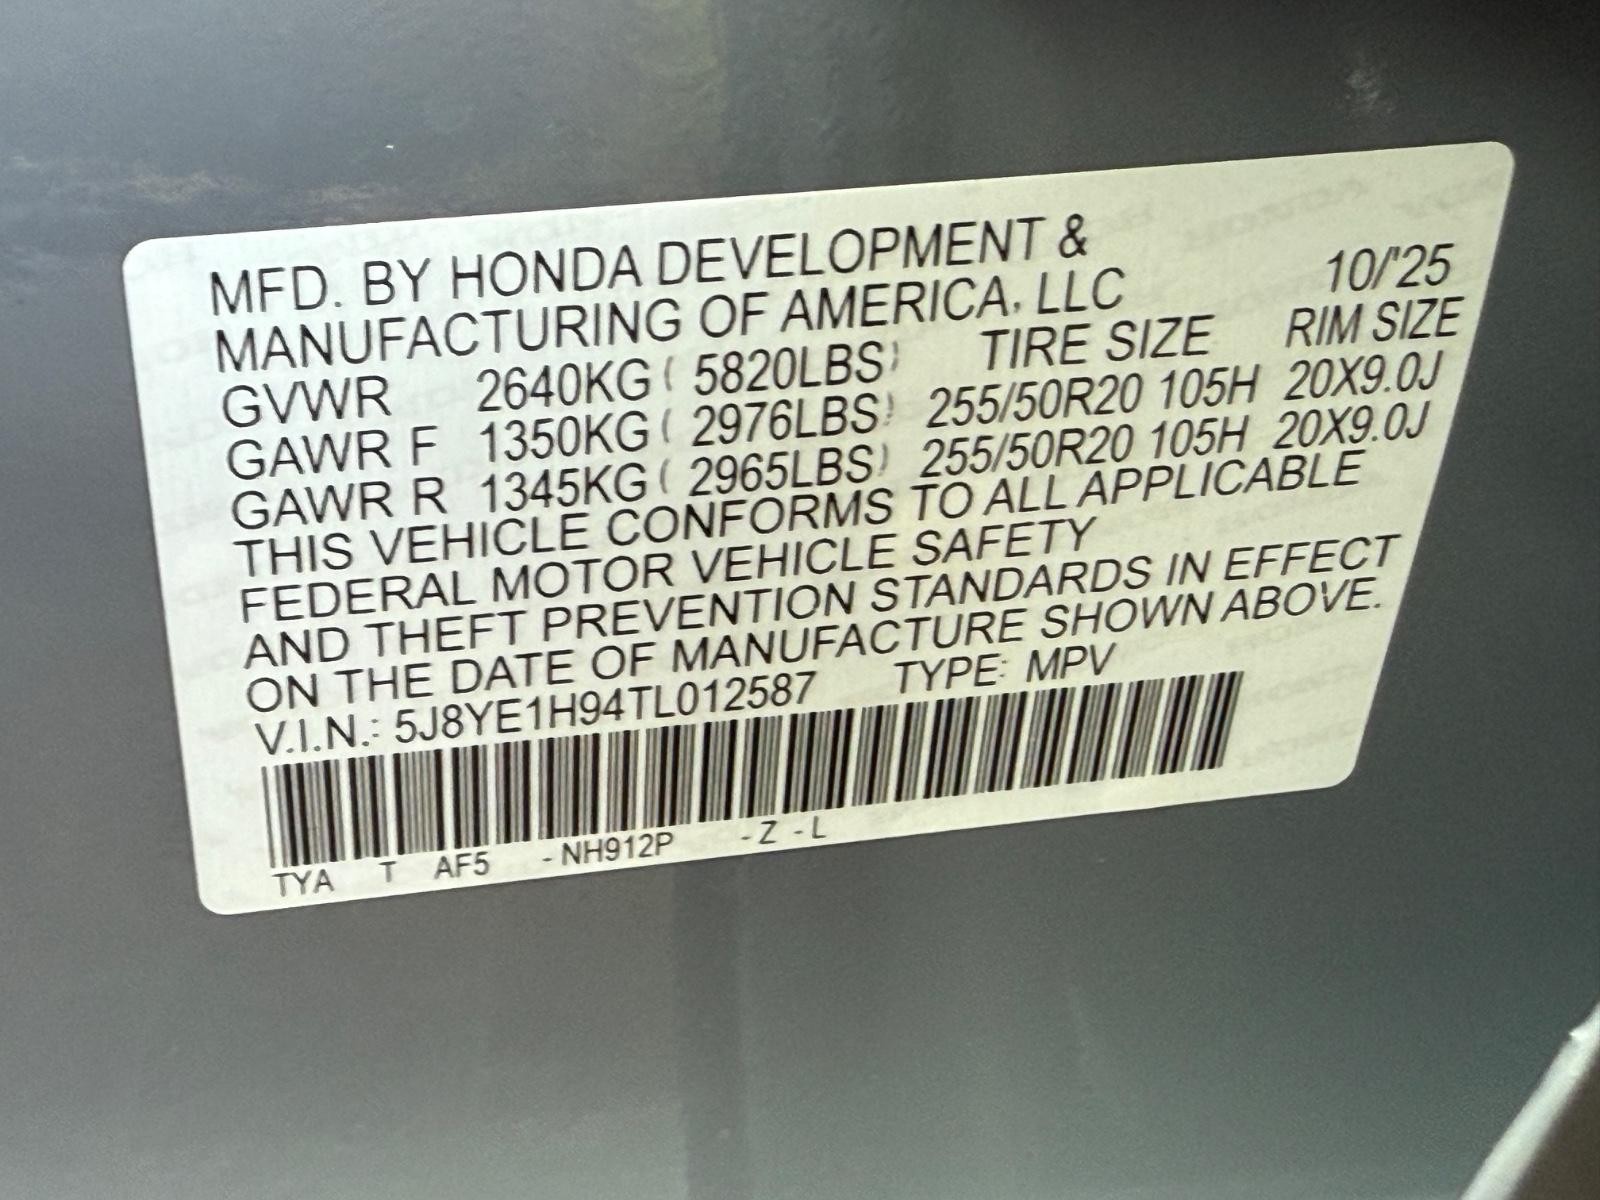 MFD. BY HONDA DEVELOPMENT &
MANUFACTURING OF AMERICA, LLC 10/'25
GVWR 2640KG ( 5820LBS) TIRE SIZE RIM SIZE
GAWR F 1350KG ( 2976LBS) 255/50R20 105H 20X9.0J
GAWR R 1345KG ( 2965LBS) 255/50R20 105H 20X9.0J
THIS VEHICLE CONFORMS TO ALL APPLICABLE
FEDERAL MOTOR VEHICLE SAFETY
AND THEFT PREVENTION STANDARDS IN EFFECT
ON THE DATE OF MANUFACTURE SHOWN ABOVE.
V.I.N.: 5J8YE1H94TL012587 TYPE: MPV
TYA T AF5 -NH912P -Z -L